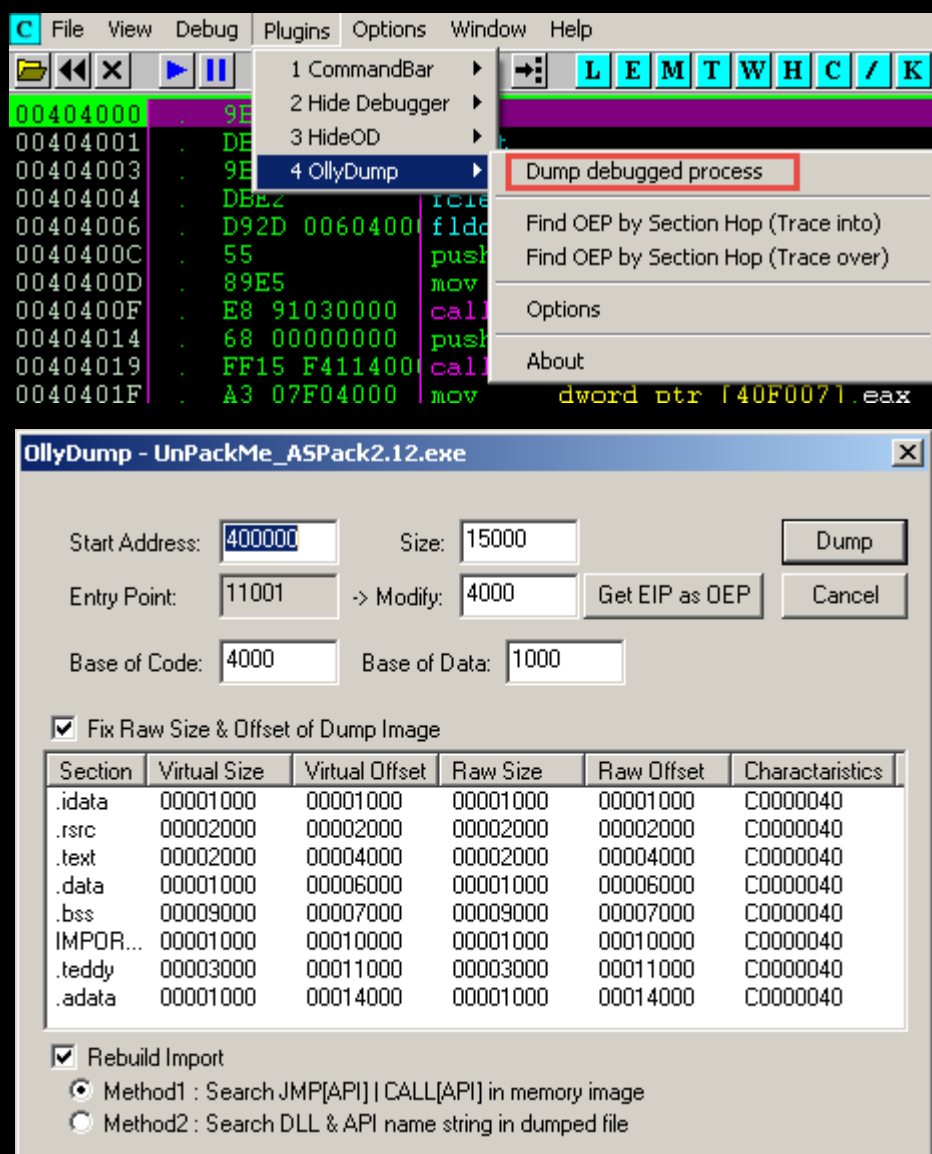 C File View Debug Plugins Options Window Help
L E M T W H C / K
1 CommandBar
2 Hide Debugger
3 HideOD
4 OllyDump
Dump debugged process
Find OEP by Section Hop (Trace into)
Find OEP by Section Hop (Trace over)
Options
About
00404000 . 9E
00404001 . DB
00404003 . 9E
00404004 . DBE2 fcle
00404006 . D92D 00604000 fldc
0040400C . 55 push
0040400D . 89E5 mov
0040400F . E8 91030000 call
00404014 . 68 00000000 push
00404019 . FF15 F4114000 call
0040401F . A3 07F04000 mov dword ptr [40F007],eax
OllyDump - UnPackMe_ASPack2.12.exe
Start Address: 400000 Size: 15000 Dump
Entry Point: 11001 -> Modify: 4000 Get EIP as OEP Cancel
Base of Code: 4000 Base of Data: 1000
Fix Raw Size & Offset of Dump Image
Section Virtual Size Virtual Offset Raw Size Raw Offset Charactaristics
.idata 00001000 00001000 00001000 00001000 C0000040
.rsrc 00002000 00002000 00002000 00002000 C0000040
.text 00002000 00004000 00002000 00004000 C0000040
.data 00001000 00006000 00001000 00006000 C0000040
.bss 00009000 00007000 00009000 00007000 C0000040
IMPOR... 00001000 00010000 00001000 00010000 C0000040
.teddy 00003000 00011000 00003000 00011000 C0000040
.adata 00001000 00014000 00001000 00014000 C0000040
Rebuild Import
Method1 : Search JMP[API] | CALL[API] in memory image
Method2 : Search DLL & API name string in dumped file